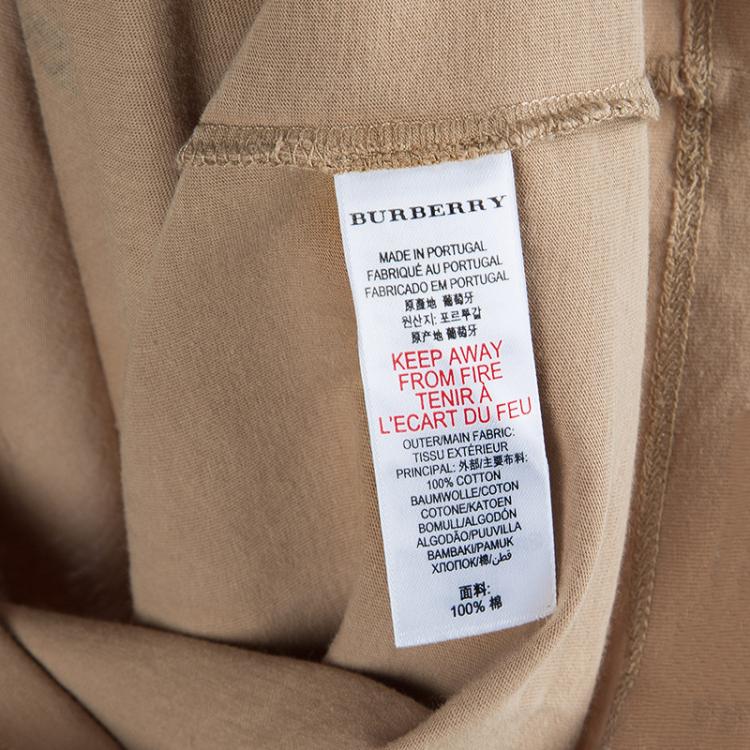 BURBERRY
MADE IN PORTUGAL
FABRIQUÉ AU PORTUGAL
FABRICADO EM PORTUGAL
原產地 葡萄牙
원산지: 포르투갈
原产地 葡萄牙
KEEP AWAY
FROM FIRE
TENIR À
L'ECART DU FEU
OUTER/MAIN FABRIC:
TISSU EXTÉRIEUR
PRINCIPAL: 外部/主要布料:
100% COTTON
BAUMWOLLE/COTON
COTONE/KATOEN
BOMULL/ALGODÓN
ALGODÃO/PUUVILLA
BAMBAKI/PAMUK
ХЛОПОК/棉/قطن
面料:
100% 棉